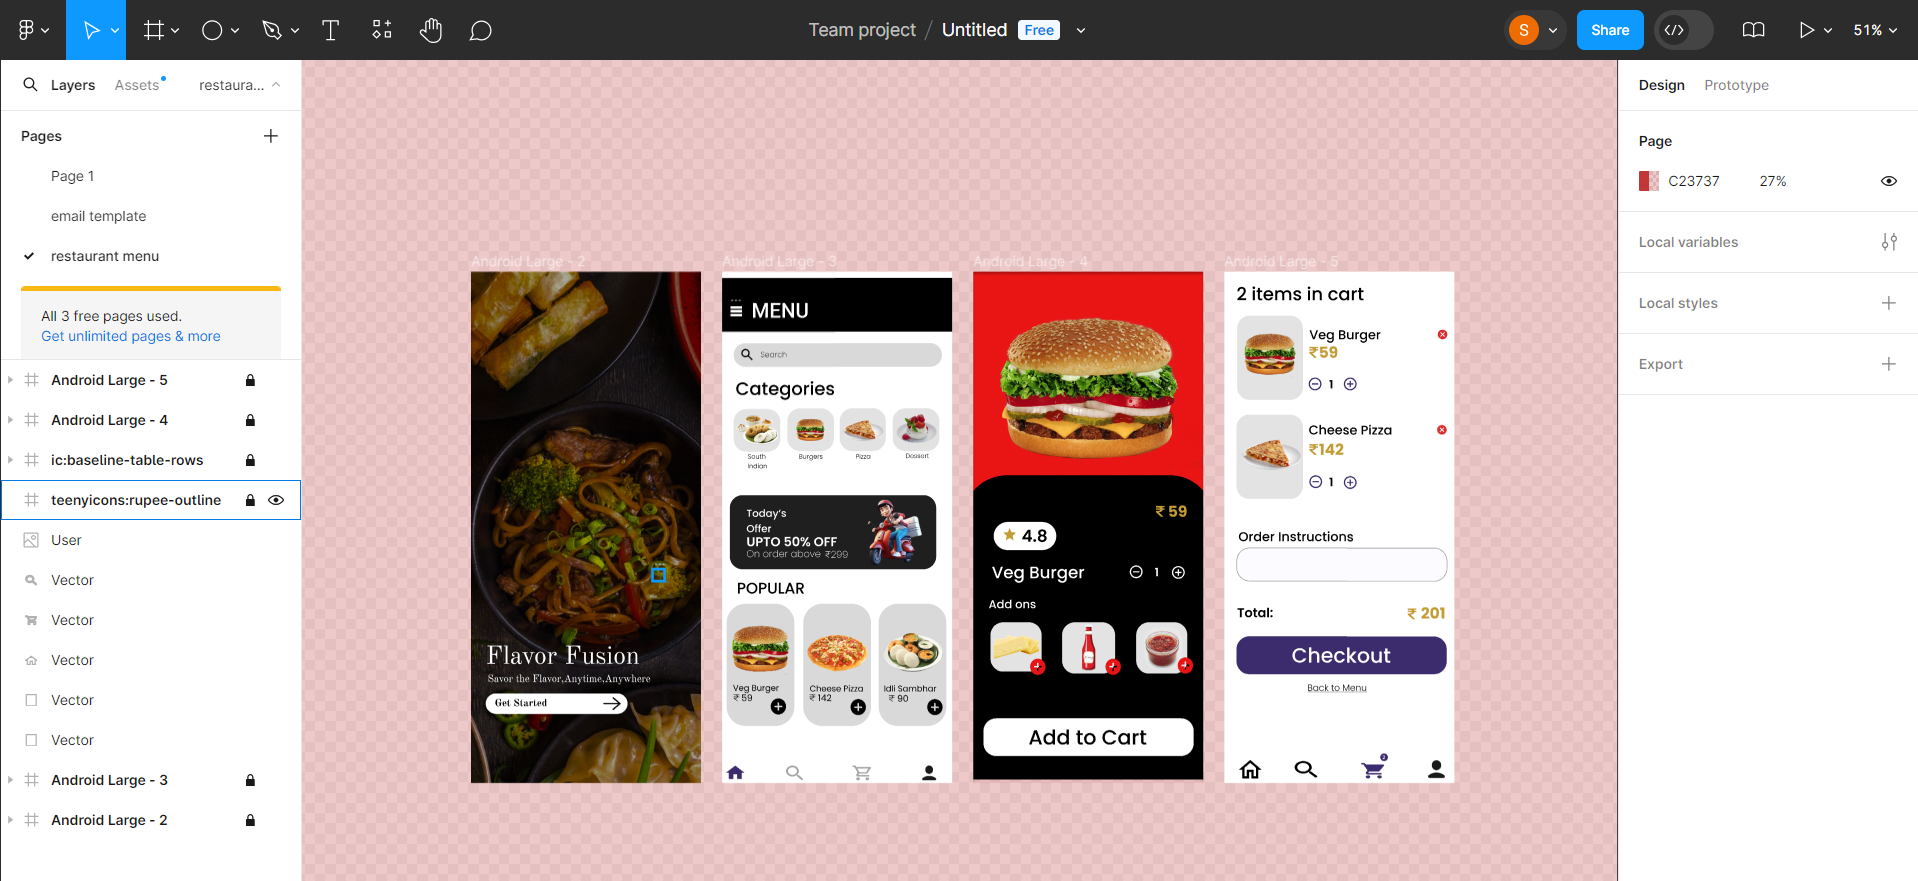 Team project / Untitled Free
S
Share
51%
Layers
Assets
restaura...
Pages
Page 1
email template
restaurant menu
All 3 free pages used.
Get unlimited pages & more
Android Large - 5
Android Large - 4
ic:baseline-table-rows
teenyicons:rupee-outline
User
Vector
Vector
Vector
Vector
Vector
Android Large - 3
Android Large - 2
Android Large - 2
Flavor Fusion
Savor the Flavor,Anytime,Anywhere
Get Started
Android Large - 3
MENU
Search
Categories
South
Indian
Burgers
Pizza
Dessort
Today's
Offer
UPTO 50% OFF
On order above ₹299
POPULAR
Veg Burger
₹ 59
Cheese Pizza
₹ 142
Idli Sambhar
₹ 90
Android Large - 4
₹ 59
4.8
Veg Burger
1
Add ons
Add to Cart
Android Large - 5
2 items in cart
Veg Burger
₹59
1
Cheese Pizza
₹142
1
Order Instructions
Total:
₹ 201
Checkout
Back to Menu
2
Design
Prototype
Page
C23737
27%
Local variables
Local styles
Export